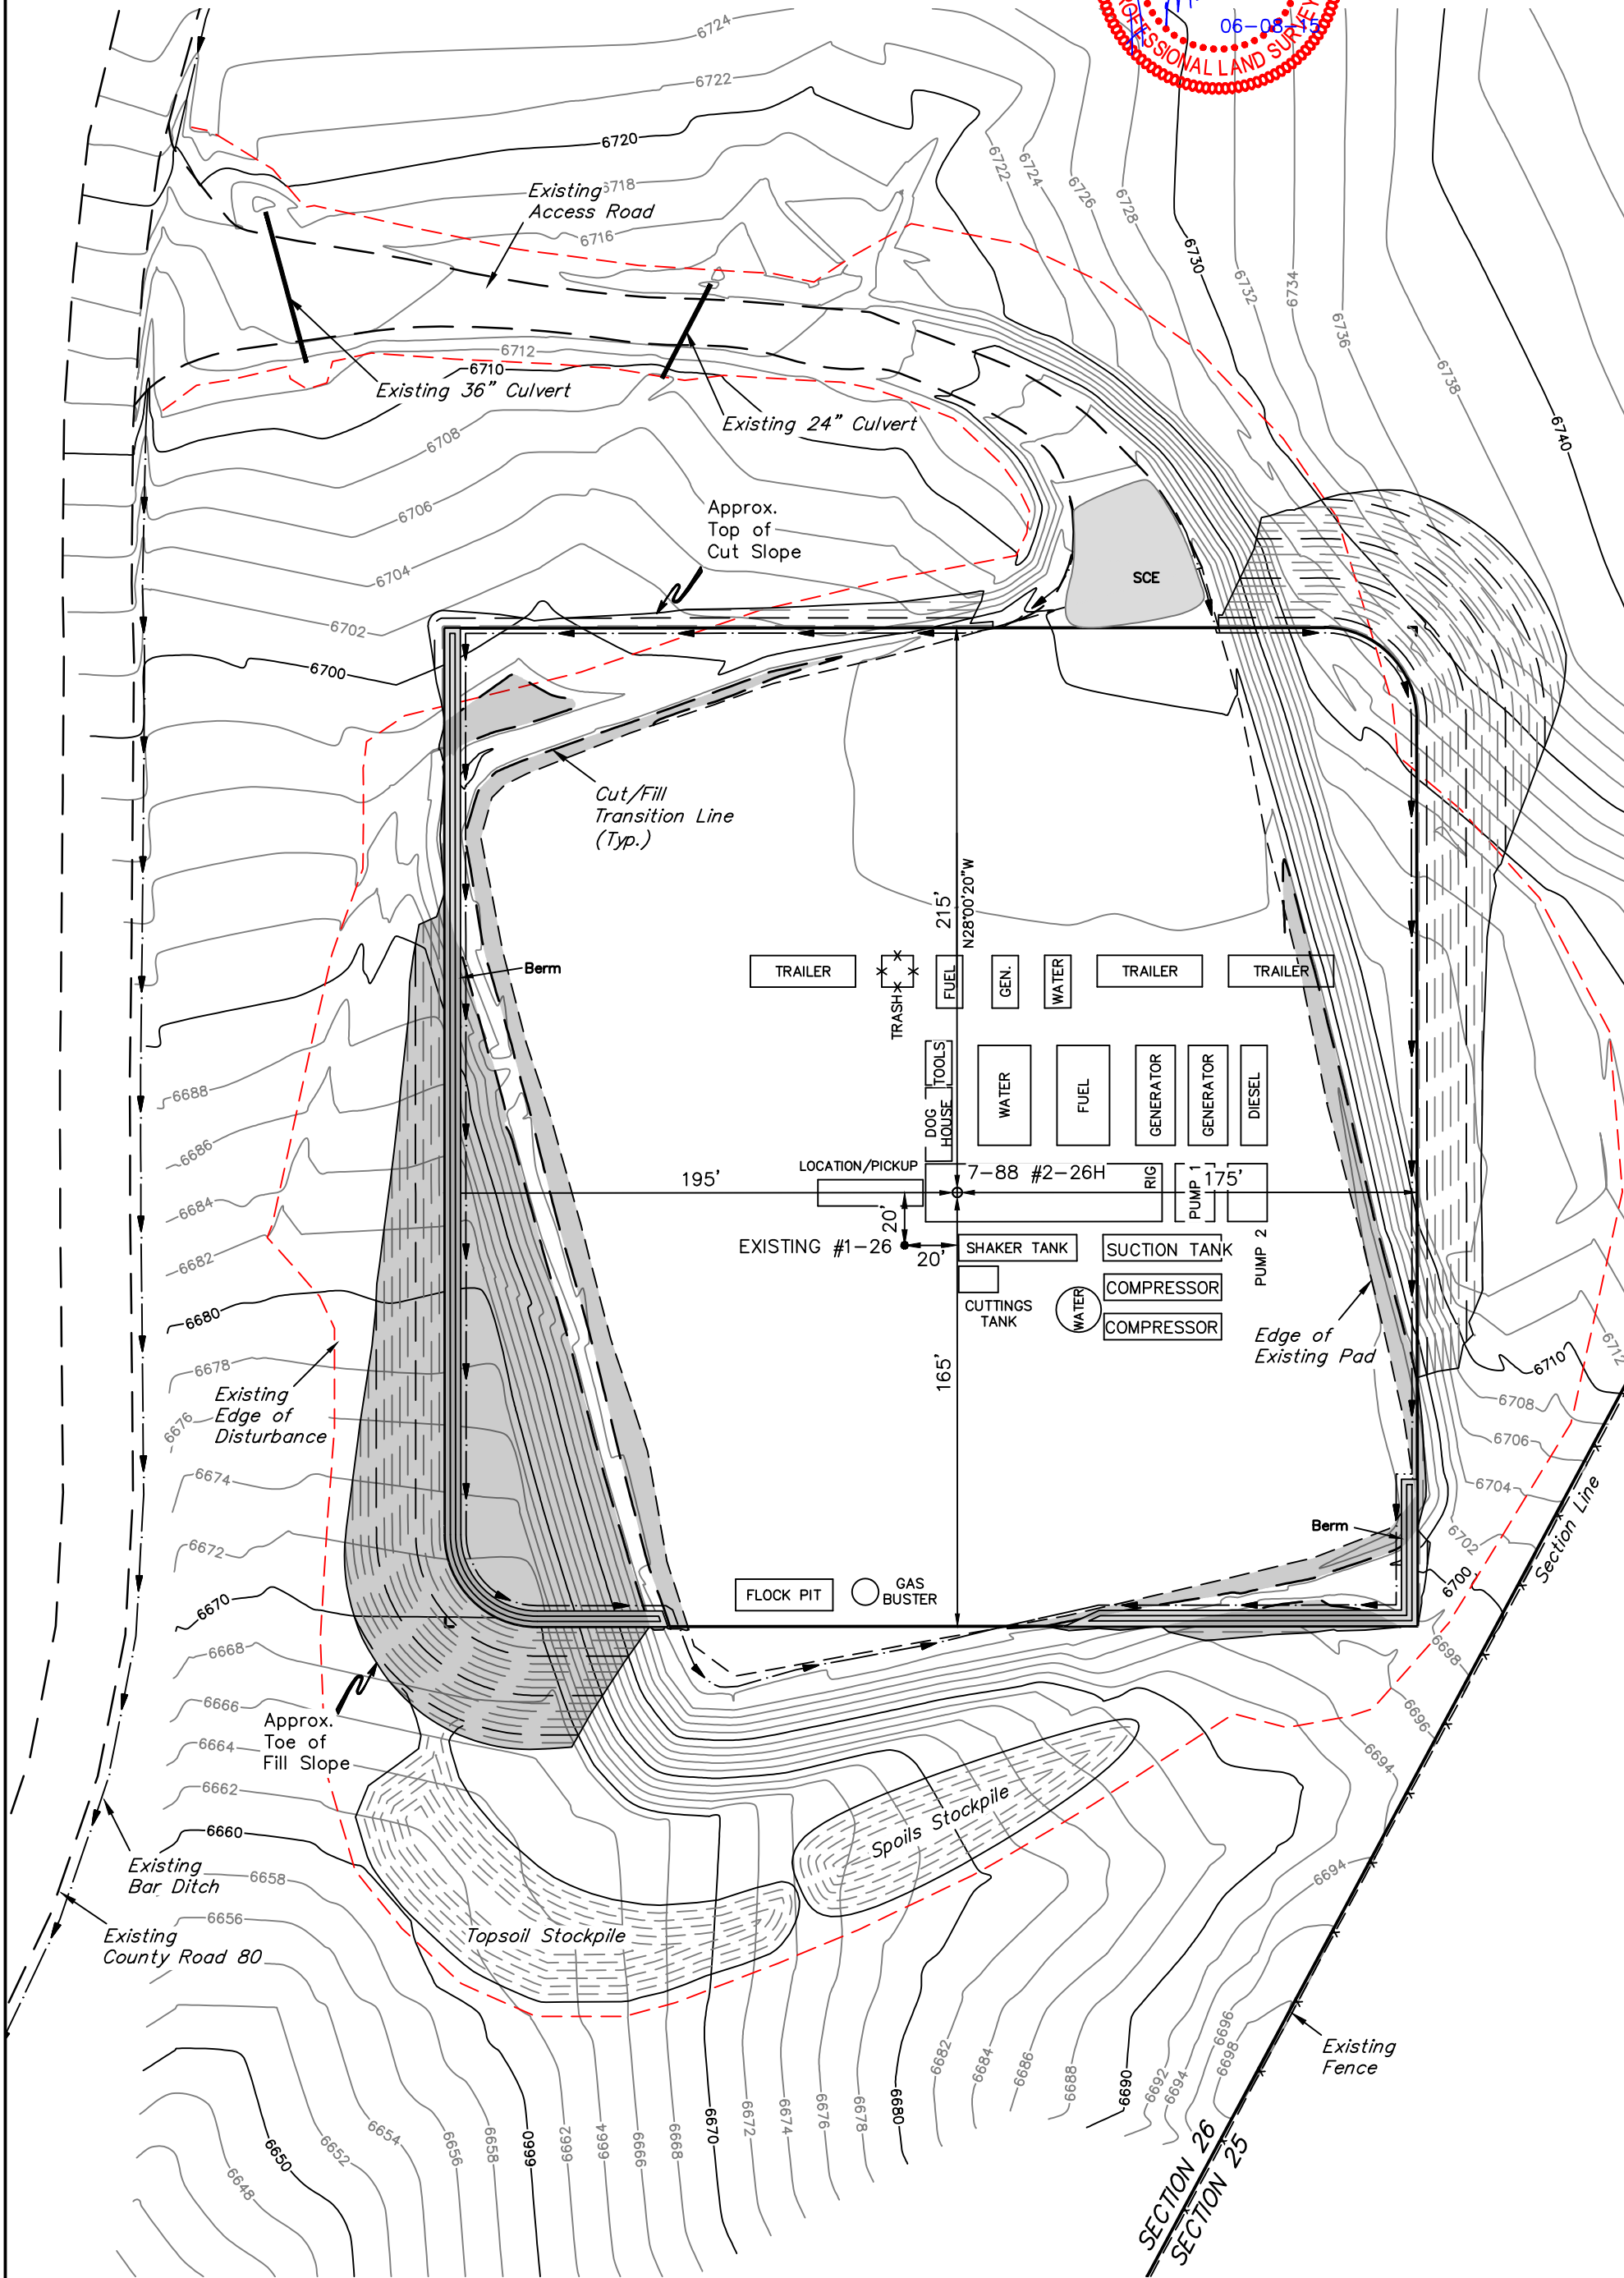 06-08-15
PROFESSIONAL LAND SURVEY
6724
6722
6720
6718
6716
6722
6724
6726
6728
6730
6732
6734
6736
6738
6740
Existing
Access Road
6712
6710
Existing 36” Culvert
Existing 24” Culvert
6708
6706
6704
6702
6700
Approx.
Top of
Cut Slope
SCE
Cut/Fill
Transition Line
(Typ.)
215'
N28°00'20"W
Berm
TRAILER
TRASH
FUEL
GEN.
WATER
TRAILER
TRAILER
TOOLS
DOG
HOUSE
WATER
FUEL
GENERATOR
GENERATOR
DIESEL
6688
6686
6684
6682
6680
6678
6676
6674
6672
6670
6668
6666
6664
6662
6660
6658
6656
195'
LOCATION/PICKUP
7-88 #2-26H
RIG
PUMP 1
175'
PUMP 2
20'
EXISTING #1-26
20'
SHAKER TANK
SUCTION TANK
CUTTINGS
TANK
WATER
COMPRESSOR
COMPRESSOR
165'
Edge of
Existing Pad
Existing
Edge of
Disturbance
6712
6710
6708
6706
6704
6702
6700
6698
6696
6694
6694
Section Line
Berm
FLOCK PIT
GAS
BUSTER
Approx.
Toe of
Fill Slope
Existing
Bar Ditch
Existing
County Road 80
Topsoil Stockpile
Spoils Stockpile
6648
6650
6652
6654
6656
6658
6660
6662
6664
6666
6668
6670
6672
6674
6676
6678
6680
6682
6684
6686
6688
6690
6692
6694
6696
6698
Existing
Fence
SECTION 26
SECTION 25